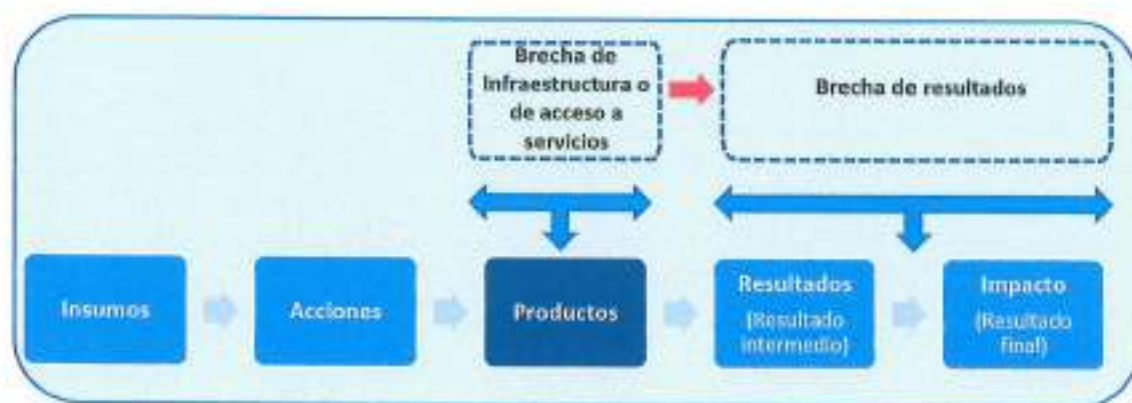 Brecha de
Infraestructura o
de acceso a
servicios
Brecha de resultados
Insumos
Acciones
Productos
Resultados
(Resultado
intermedio)
Impacto
(Resultado
final)